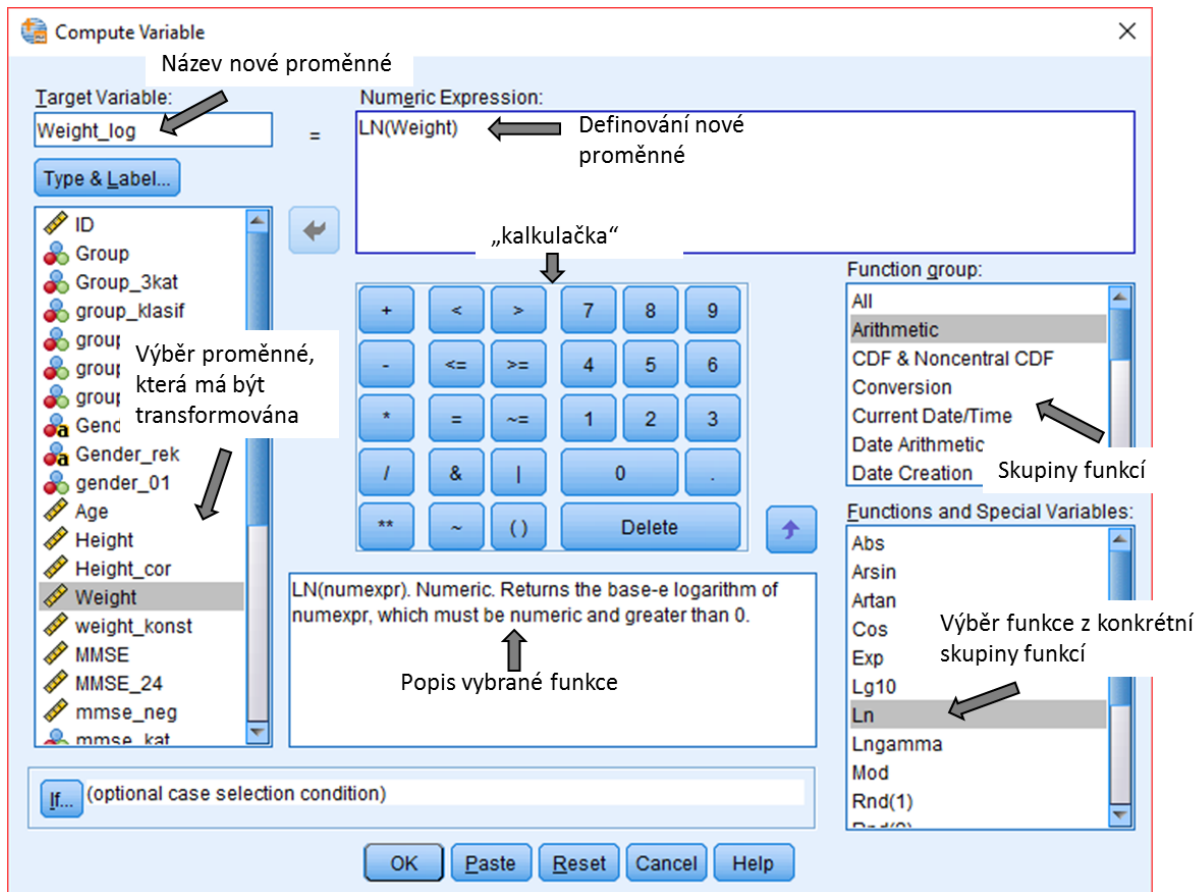 Compute Variable
Název nové proměnné
Target Variable:
Weight_log
=
Numeric Expression:
LN(Weight)
Definování nové
proměnné
Type & Label...
ID
Group
Group_3kat
group_klasif
group
group
group
Gend
Gender_rek
gender_01
Age
Height
Height_cor
Weight
weight_konst
MMSE
MMSE_24
mmse_neg
mmse_kat
Výběr proměnné,
která má být
transformována
„kalkulačka“
+ < > 7 8 9
- <= >= 4 5 6
* = ~= 1 2 3
/ & | 0 .
** ~ ( ) Delete
LN(numexpr). Numeric. Returns the base-e logarithm of
numexpr, which must be numeric and greater than 0.
Popis vybrané funkce
Function group:
All
Arithmetic
CDF & Noncentral CDF
Conversion
Current Date/Time
Date Arithmetic
Date Creation
Skupiny funkcí
Functions and Special Variables:
Abs
Arsin
Artan
Cos
Exp
Lg10
Ln
Lngamma
Mod
Rnd(1)
Výběr funkce z konkrétní
skupiny funkcí
If... (optional case selection condition)
OK Paste Reset Cancel Help